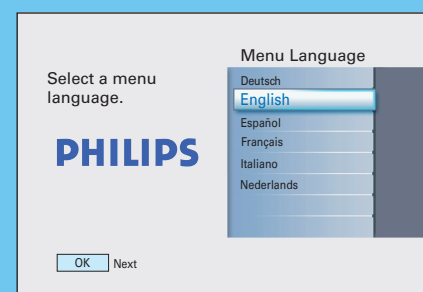 Select a menu
language.
PHILIPS
Menu Language
Deutsch
English
Español
Français
Italiano
Nederlands
OK Next